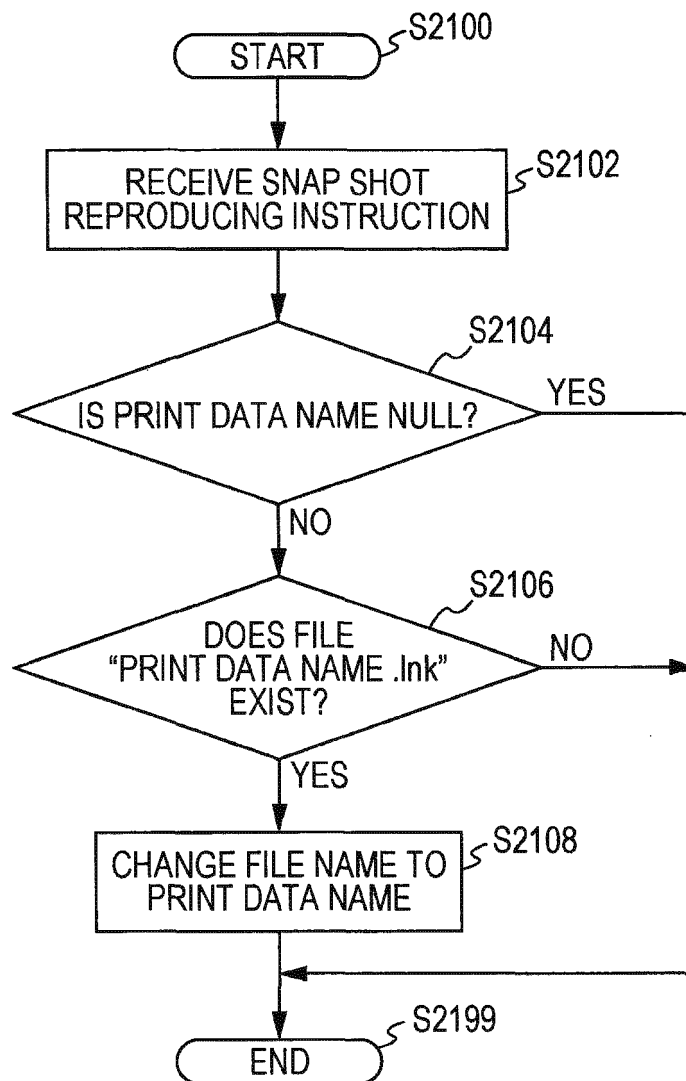 START
S2100
RECEIVE SNAP SHOT
REPRODUCING INSTRUCTION
S2102
S2104
IS PRINT DATA NAME NULL?
YES
NO
S2106
DOES FILE
“PRINT DATA NAME .lnk”
EXIST?
NO
YES
CHANGE FILE NAME TO
PRINT DATA NAME
S2108
S2199
END